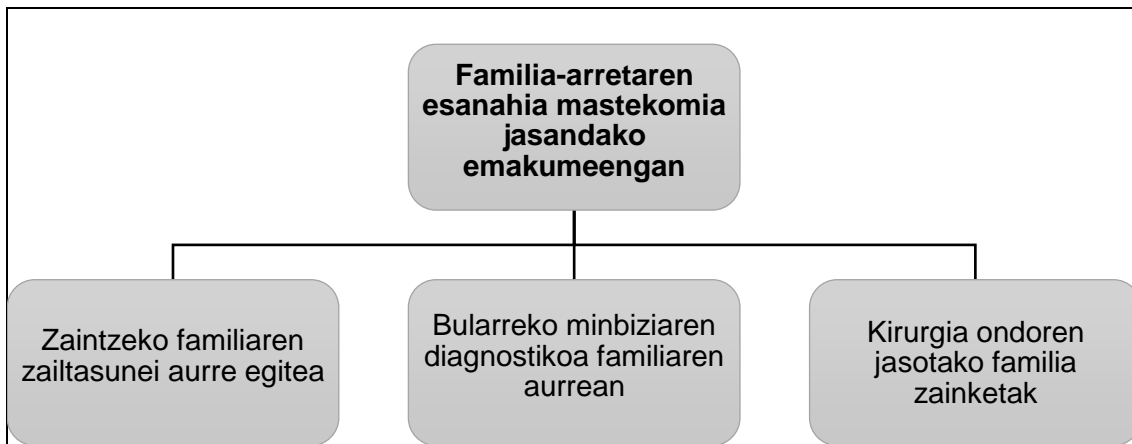 Familia-arretaren
esanahia mastekomia
jasandako
emakumeengan
Zaintzeko familiaren
zailtasunei aurre egitea
Bularreko minbiziaren
diagnostikoa familiaren
aurrean
Kirurgia ondoren
jasotako familia
zainketak